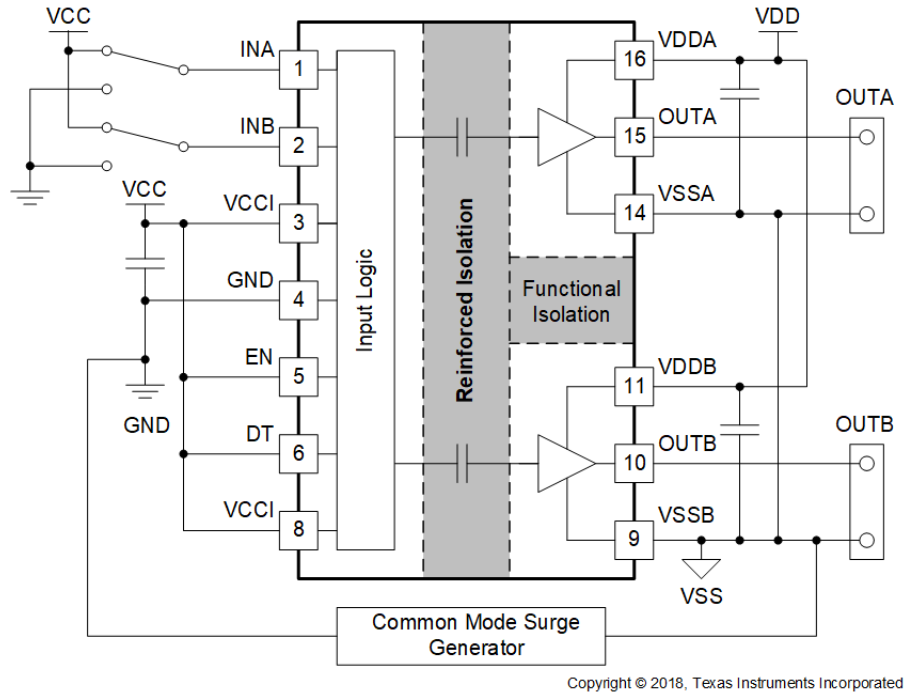 VCC
INA
1
INB
2
VCC
VCCI
3
GND
4
EN
5
GND
DT
6
VCCI
8
Input Logic
Reinforced Isolation
Functional
Isolation
VDDA
16
VDD
OUTA
15
OUTA
VSSA
14
VDDB
11
OUTB
10
OUTB
VSSB
9
VSS
Common Mode Surge
Generator
Copyright © 2018, Texas Instruments Incorporated